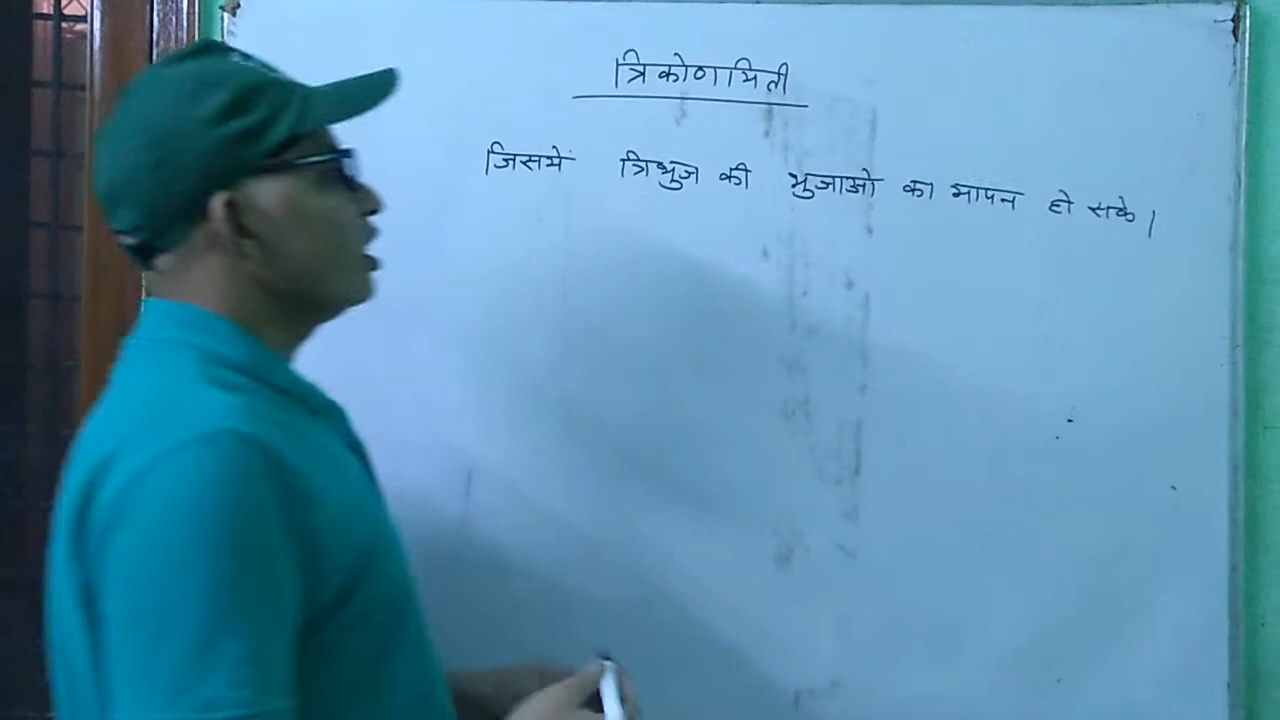 त्रिकोणमिती
जिसमें त्रिभुज की भुजाओ का मापन हो सके।